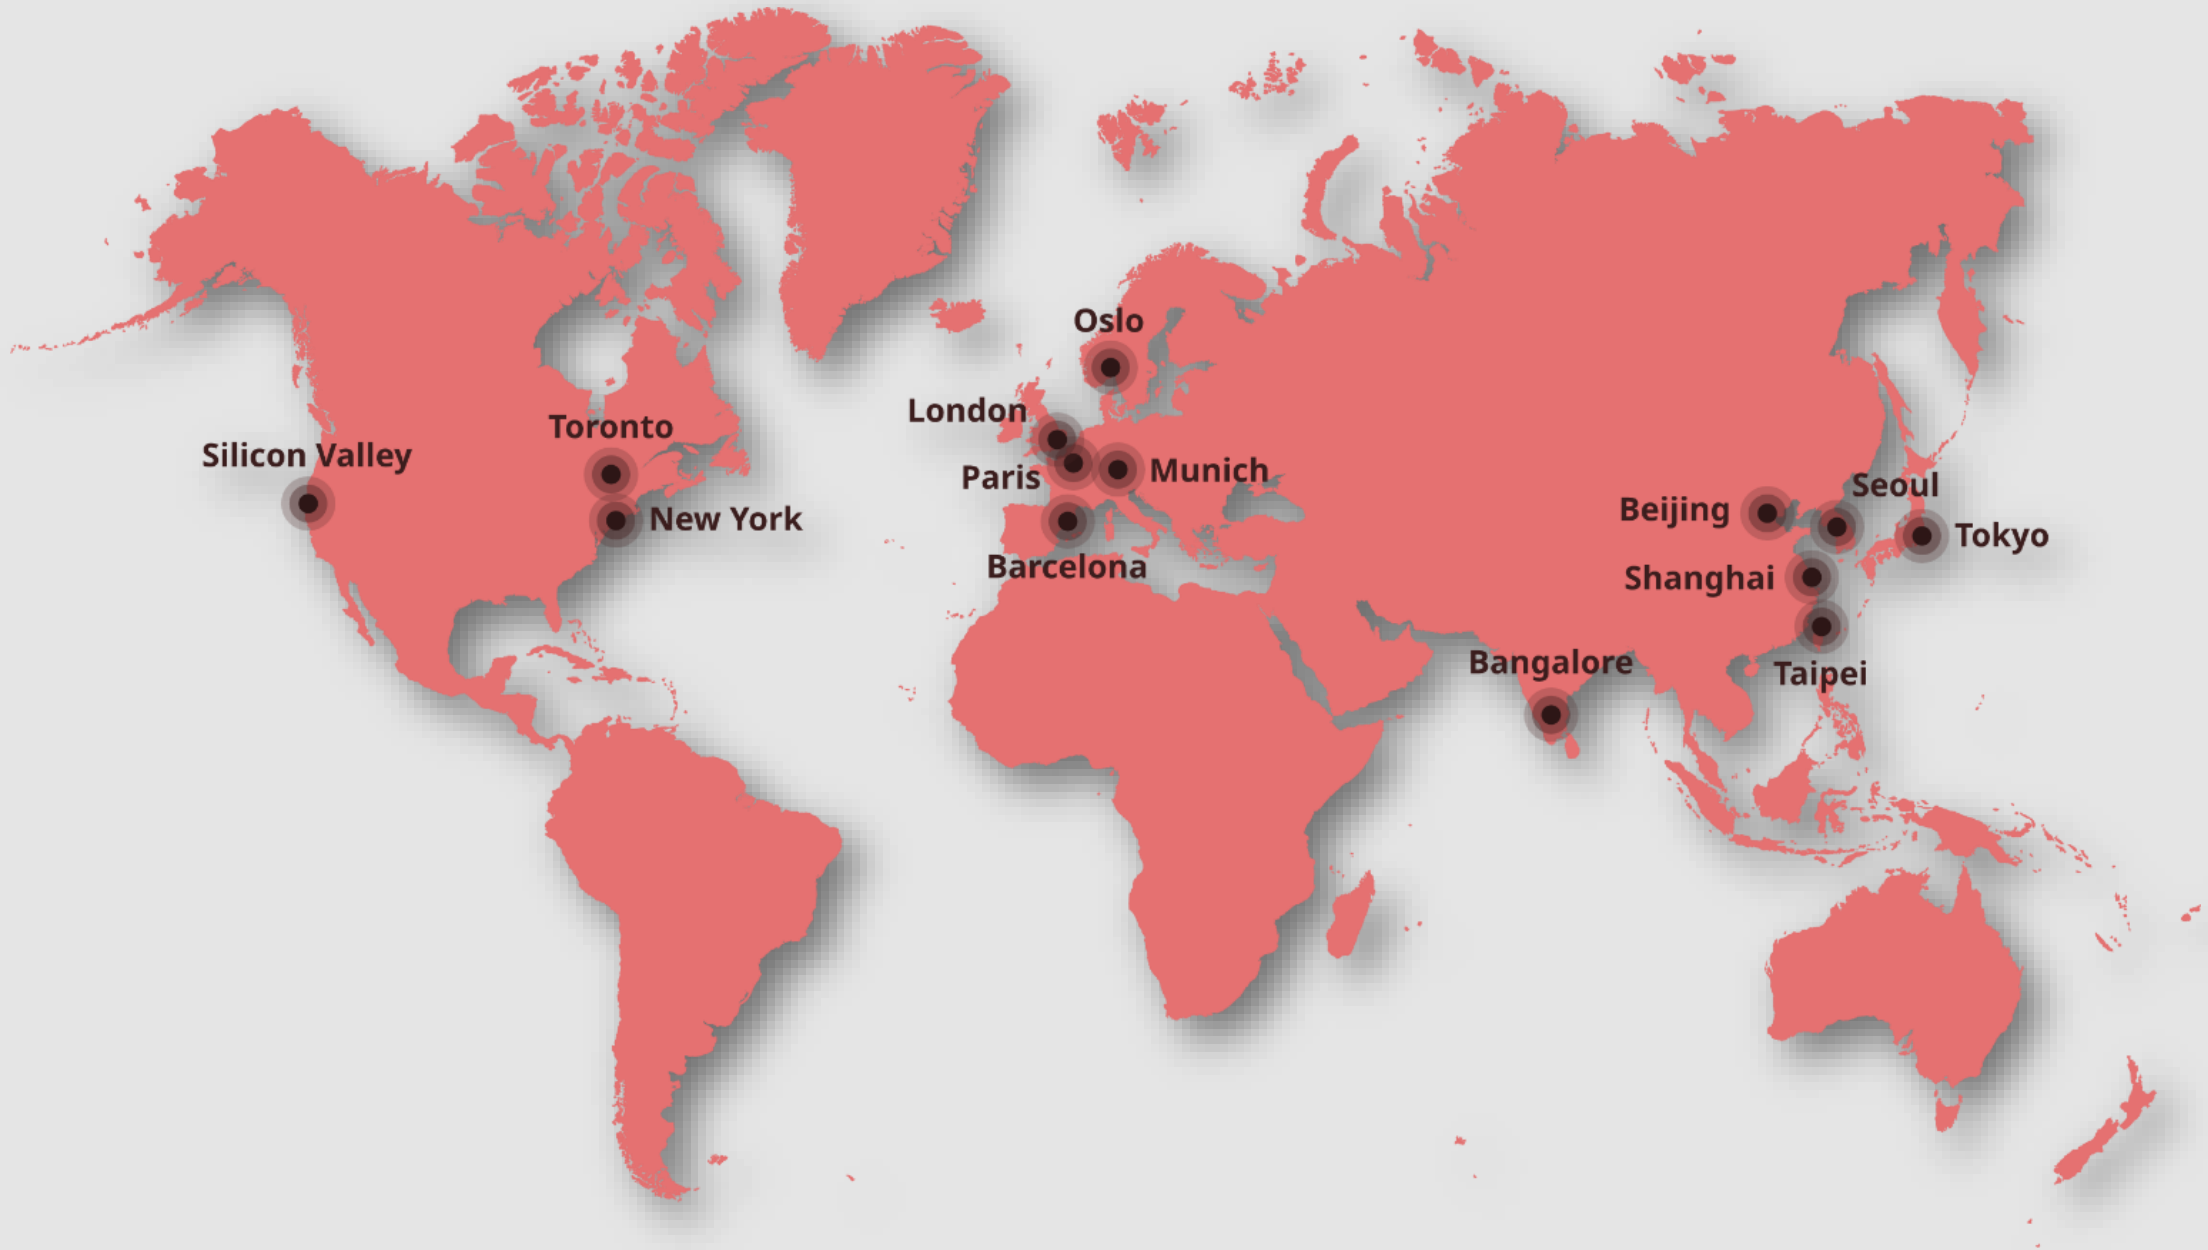 Oslo
London
Toronto
Silicon Valley
Paris
Munich
Seoul
Beijing
New York
Tokyo
Barcelona
Shanghai
Bangalore
Taipei